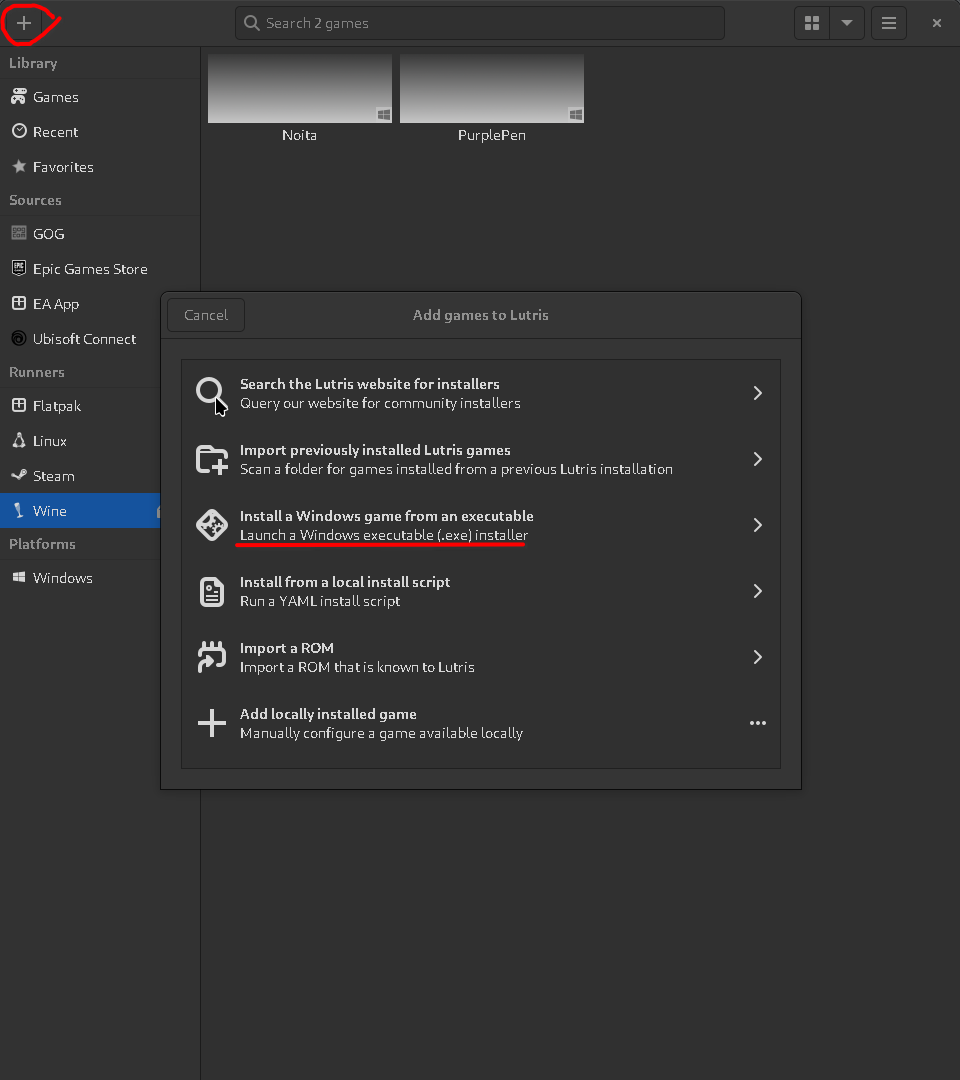 Search 2 games
Library
Games
Recent
Favorites
Sources
GOG
Epic Games Store
EA App
Ubisoft Connect
Runners
Flatpak
Linux
Steam
Wine
Platforms
Windows
Noita
PurplePen
Cancel
Add games to Lutris
Search the Lutris website for installers
Query our website for community installers
Import previously installed Lutris games
Scan a folder for games installed from a previous Lutris installation
Install a Windows game from an executable
Launch a Windows executable (.exe) installer
Install from a local install script
Run a YAML install script
Import a ROM
Import a ROM that is known to Lutris
Add locally installed game
Manually configure a game available locally